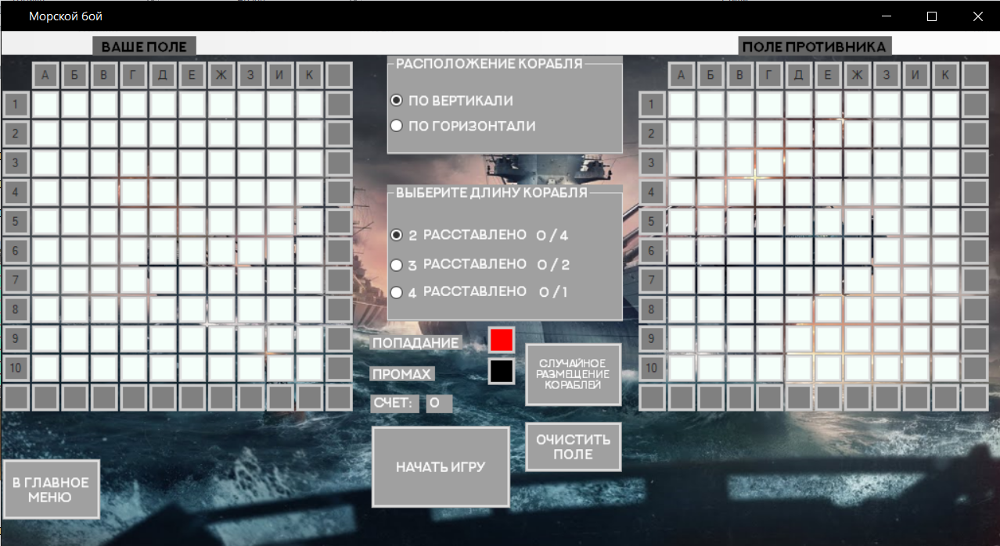 Морской бой
ВАШЕ ПОЛЕ
А Б В Г Д Е Ж З И К
1
2
3
4
5
6
7
8
9
10
РАСПОЛОЖЕНИЕ КОРАБЛЯ
ПО ВЕРТИКАЛИ
ПО ГОРИЗОНТАЛИ
ВЫБЕРИТЕ ДЛИНУ КОРАБЛЯ
2 РАССТАВЛЕНО 0 / 4
3 РАССТАВЛЕНО 0 / 2
4 РАССТАВЛЕНО 0 / 1
ПОПАДАНИЕ
ПРОМАХ
СЧЕТ: 0
СЛУЧАЙНОЕ
РАЗМЕЩЕНИЕ
КОРАБЛЕЙ
НАЧАТЬ ИГРУ
ОЧИСТИТЬ
ПОЛЕ
ПОЛЕ ПРОТИВНИКА
А Б В Г Д Е Ж З И К
1
2
3
4
5
6
7
8
9
10
В ГЛАВНОЕ
МЕНЮ